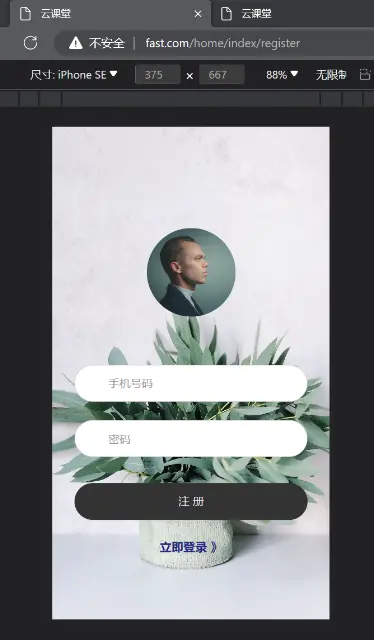 云课堂
云课堂
不安全 fast.com/home/index/register
尺寸: iPhone SE 375 × 667 88% 无限制
手机号码
密码
注 册
立即登录 》